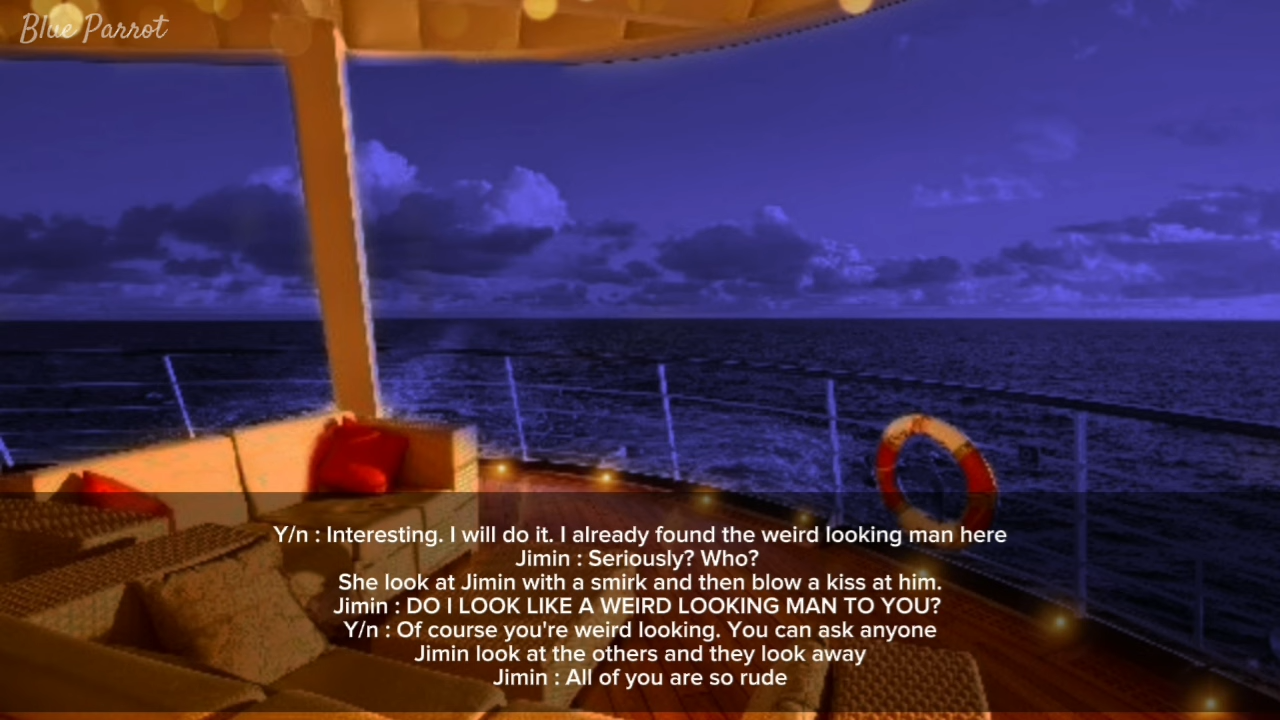 Blue Parrot
Y/n : Interesting. I will do it. I already found the weird looking man here
Jimin : Seriously? Who?
She look at Jimin with a smirk and then blow a kiss at him.
Jimin : DO I LOOK LIKE A WEIRD LOOKING MAN TO YOU?
Y/n : Of course you're weird looking. You can ask anyone
Jimin look at the others and they look away
Jimin : All of you are so rude